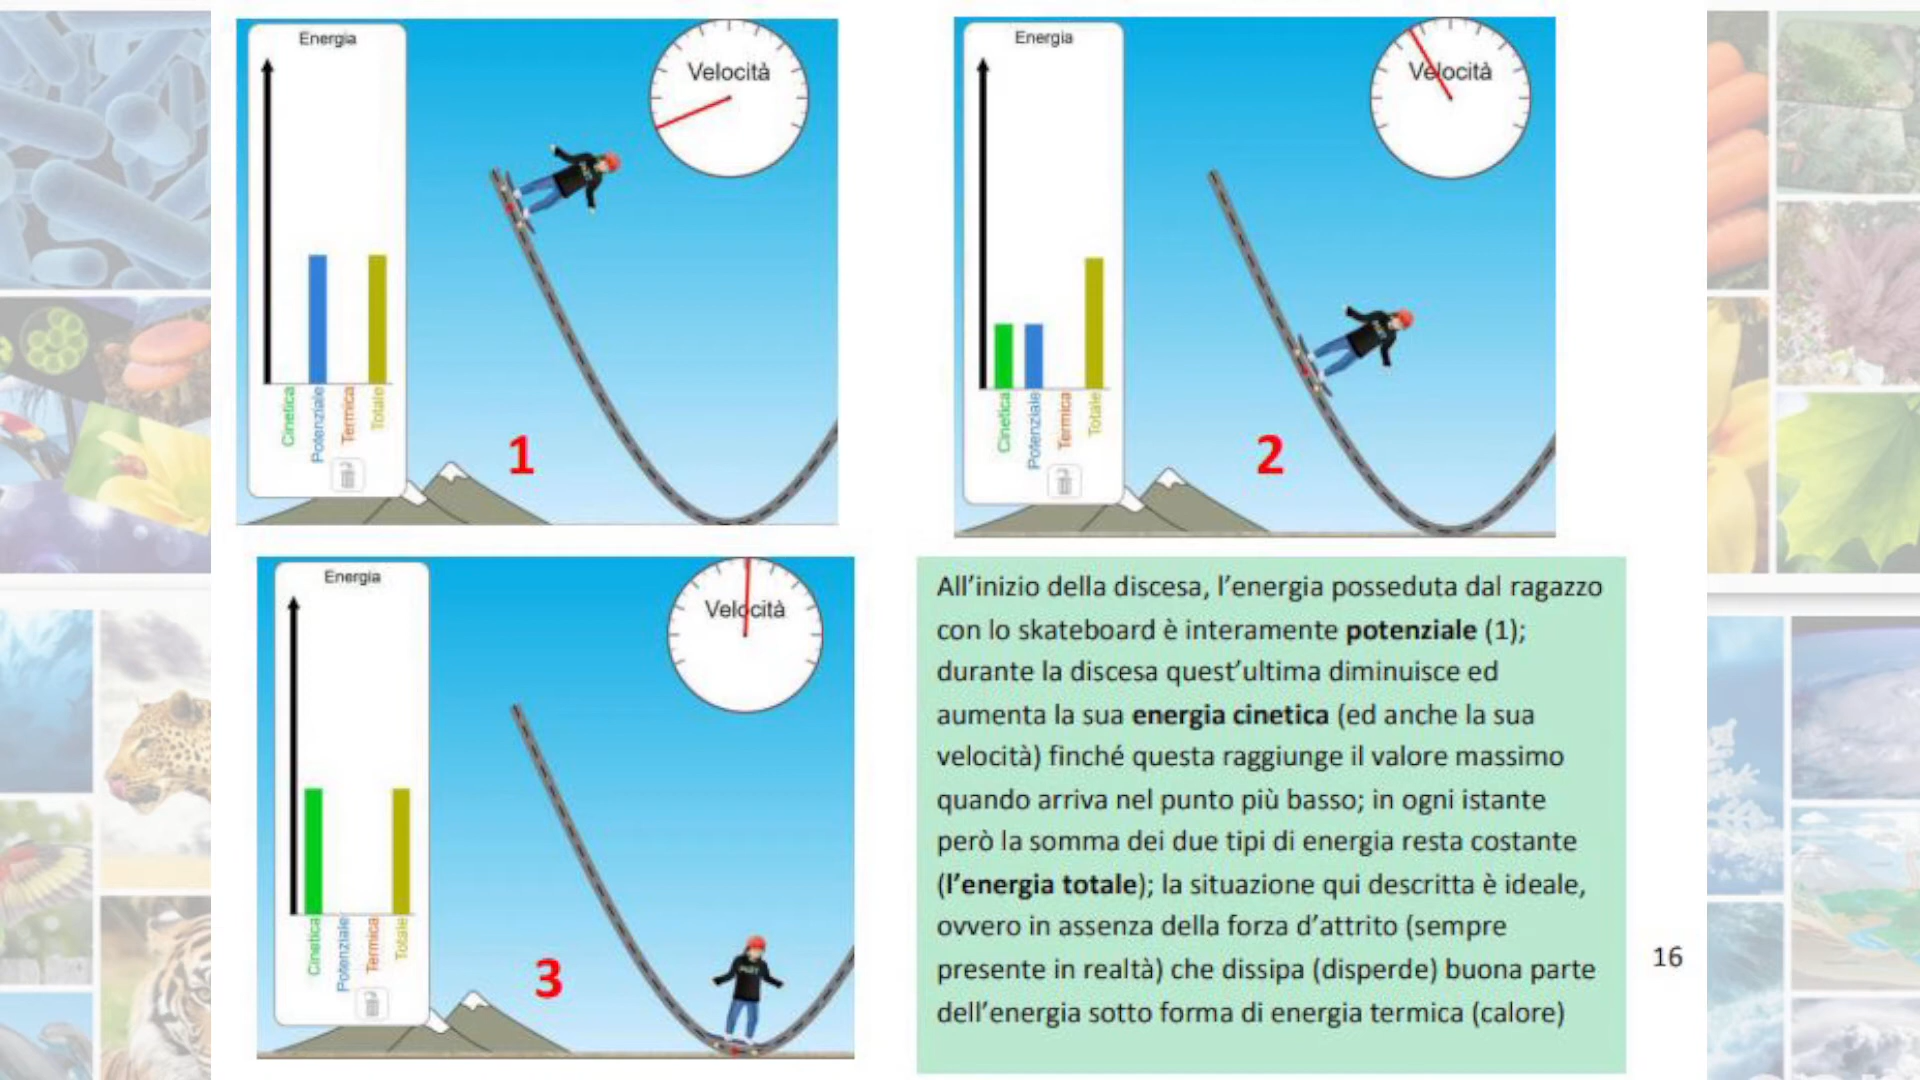 Energia
Velocità
Cinetica
Potenziale
Termica
Totale
1
Energia
Velocità
Cinetica
Potenziale
Termica
Totale
2
Energia
Velocità
Cinetica
Potenziale
Termica
Totale
3
All'inizio della discesa, l'energia posseduta dal ragazzo
con lo skateboard è interamente potenziale (1);
durante la discesa quest'ultima diminuisce ed
aumenta la sua energia cinetica (ed anche la sua
velocità) finché questa raggiunge il valore massimo
quando arriva nel punto più basso; in ogni istante
però la somma dei due tipi di energia resta costante
(l'energia totale); la situazione qui descritta è ideale,
ovvero in assenza della forza d'attrito (sempre
presente in realtà) che dissipa (disperde) buona parte
dell'energia sotto forma di energia termica (calore)
16